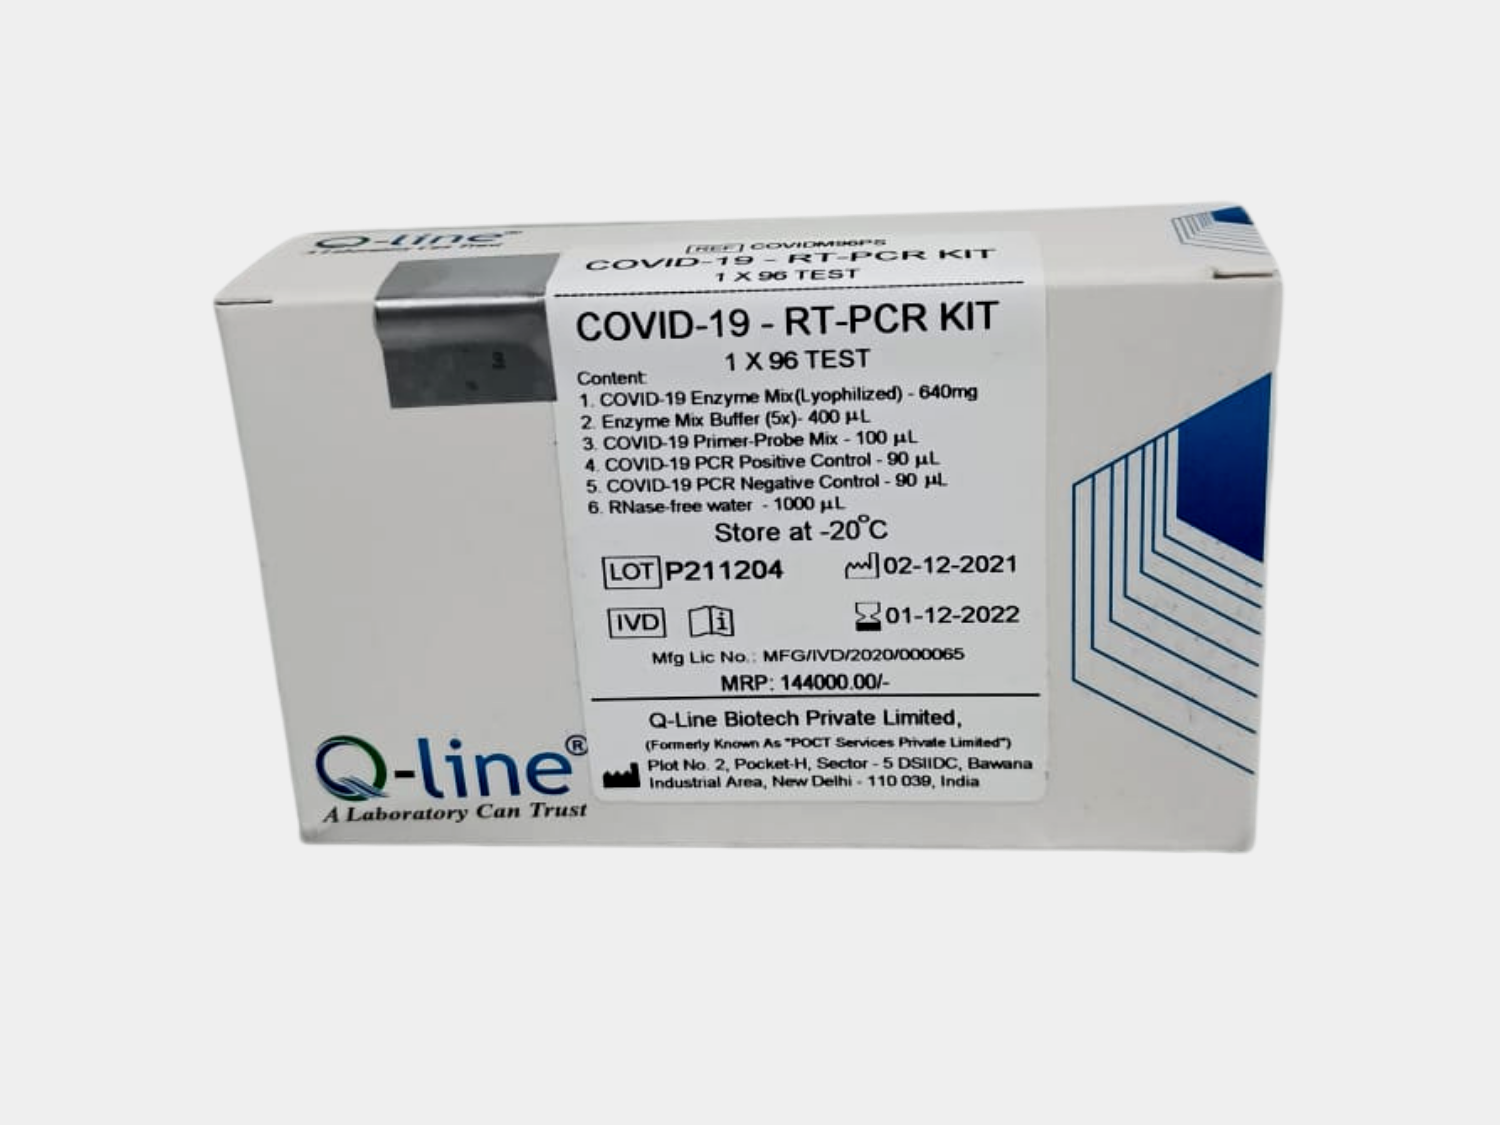 Q-line®
A Laboratory Can Trust
REF COVIDM96PS
COVID-19 - RT-PCR KIT
1 X 96 TEST
COVID-19 - RT-PCR KIT
1 X 96 TEST
Content:
1. COVID-19 Enzyme Mix(Lyophilized) - 640mg
2. Enzyme Mix Buffer (5x)- 400 µL
3. COVID-19 Primer-Probe Mix - 100 µL
4. COVID-19 PCR Positive Control - 90 µL
5. COVID-19 PCR Negative Control - 90 µL
6. RNase-free water - 1000 µL
Store at -20°C
LOT P211204 02-12-2021
IVD 01-12-2022
Mfg Lic No.: MFG/IVD/2020/000065
MRP: 144000.00/-
Q-Line Biotech Private Limited,
(Formerly Known As "POCT Services Private Limited")
Plot No. 2, Pocket-H, Sector - 5 DSIIDC, Bawana
Industrial Area, New Delhi - 110 039, India
Q-line®
A Laboratory Can Trust